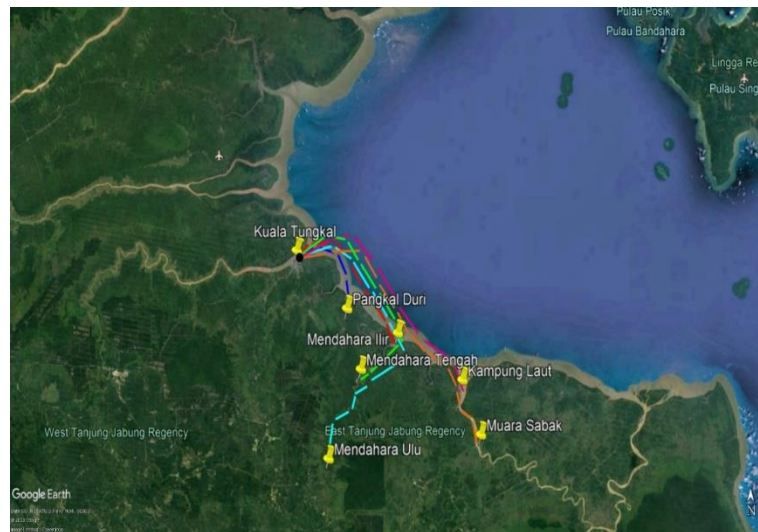 Pulau Posik
Pulau Bandahara
Lingga Re
Pulau Sing
Kuala Tungkal
Pangkal Duri
Mendahara Ilir
Mendahara Tengah
Kampung Laut
West Tanjung Jabung Regency
East Tanjung Jabung Regency
Muara Sabak
Mendahara Ulu
Google Earth
N